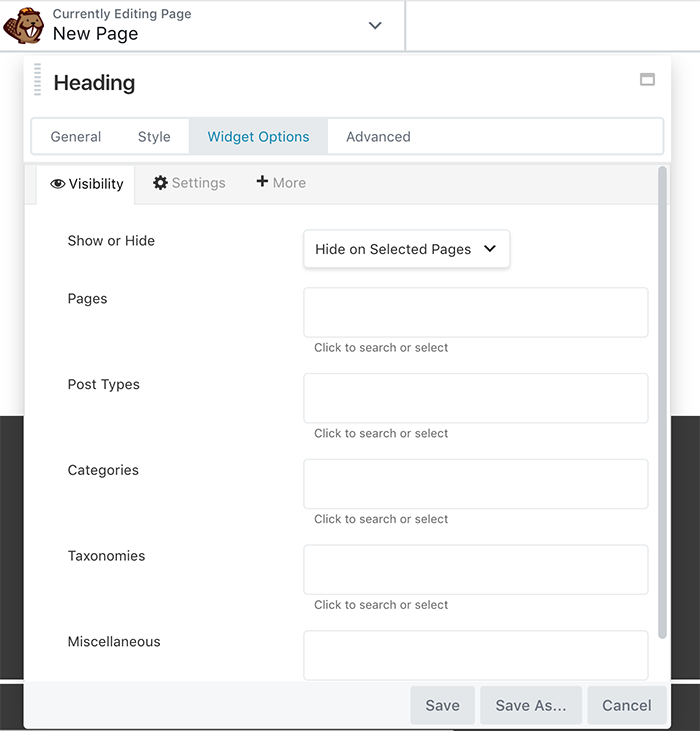 Currently Editing Page
New Page
Heading
General Style Widget Options Advanced
Visibility Settings More
Show or Hide Hide on Selected Pages
Pages
Click to search or select
Post Types
Click to search or select
Categories
Click to search or select
Taxonomies
Click to search or select
Miscellaneous
Save Save As... Cancel